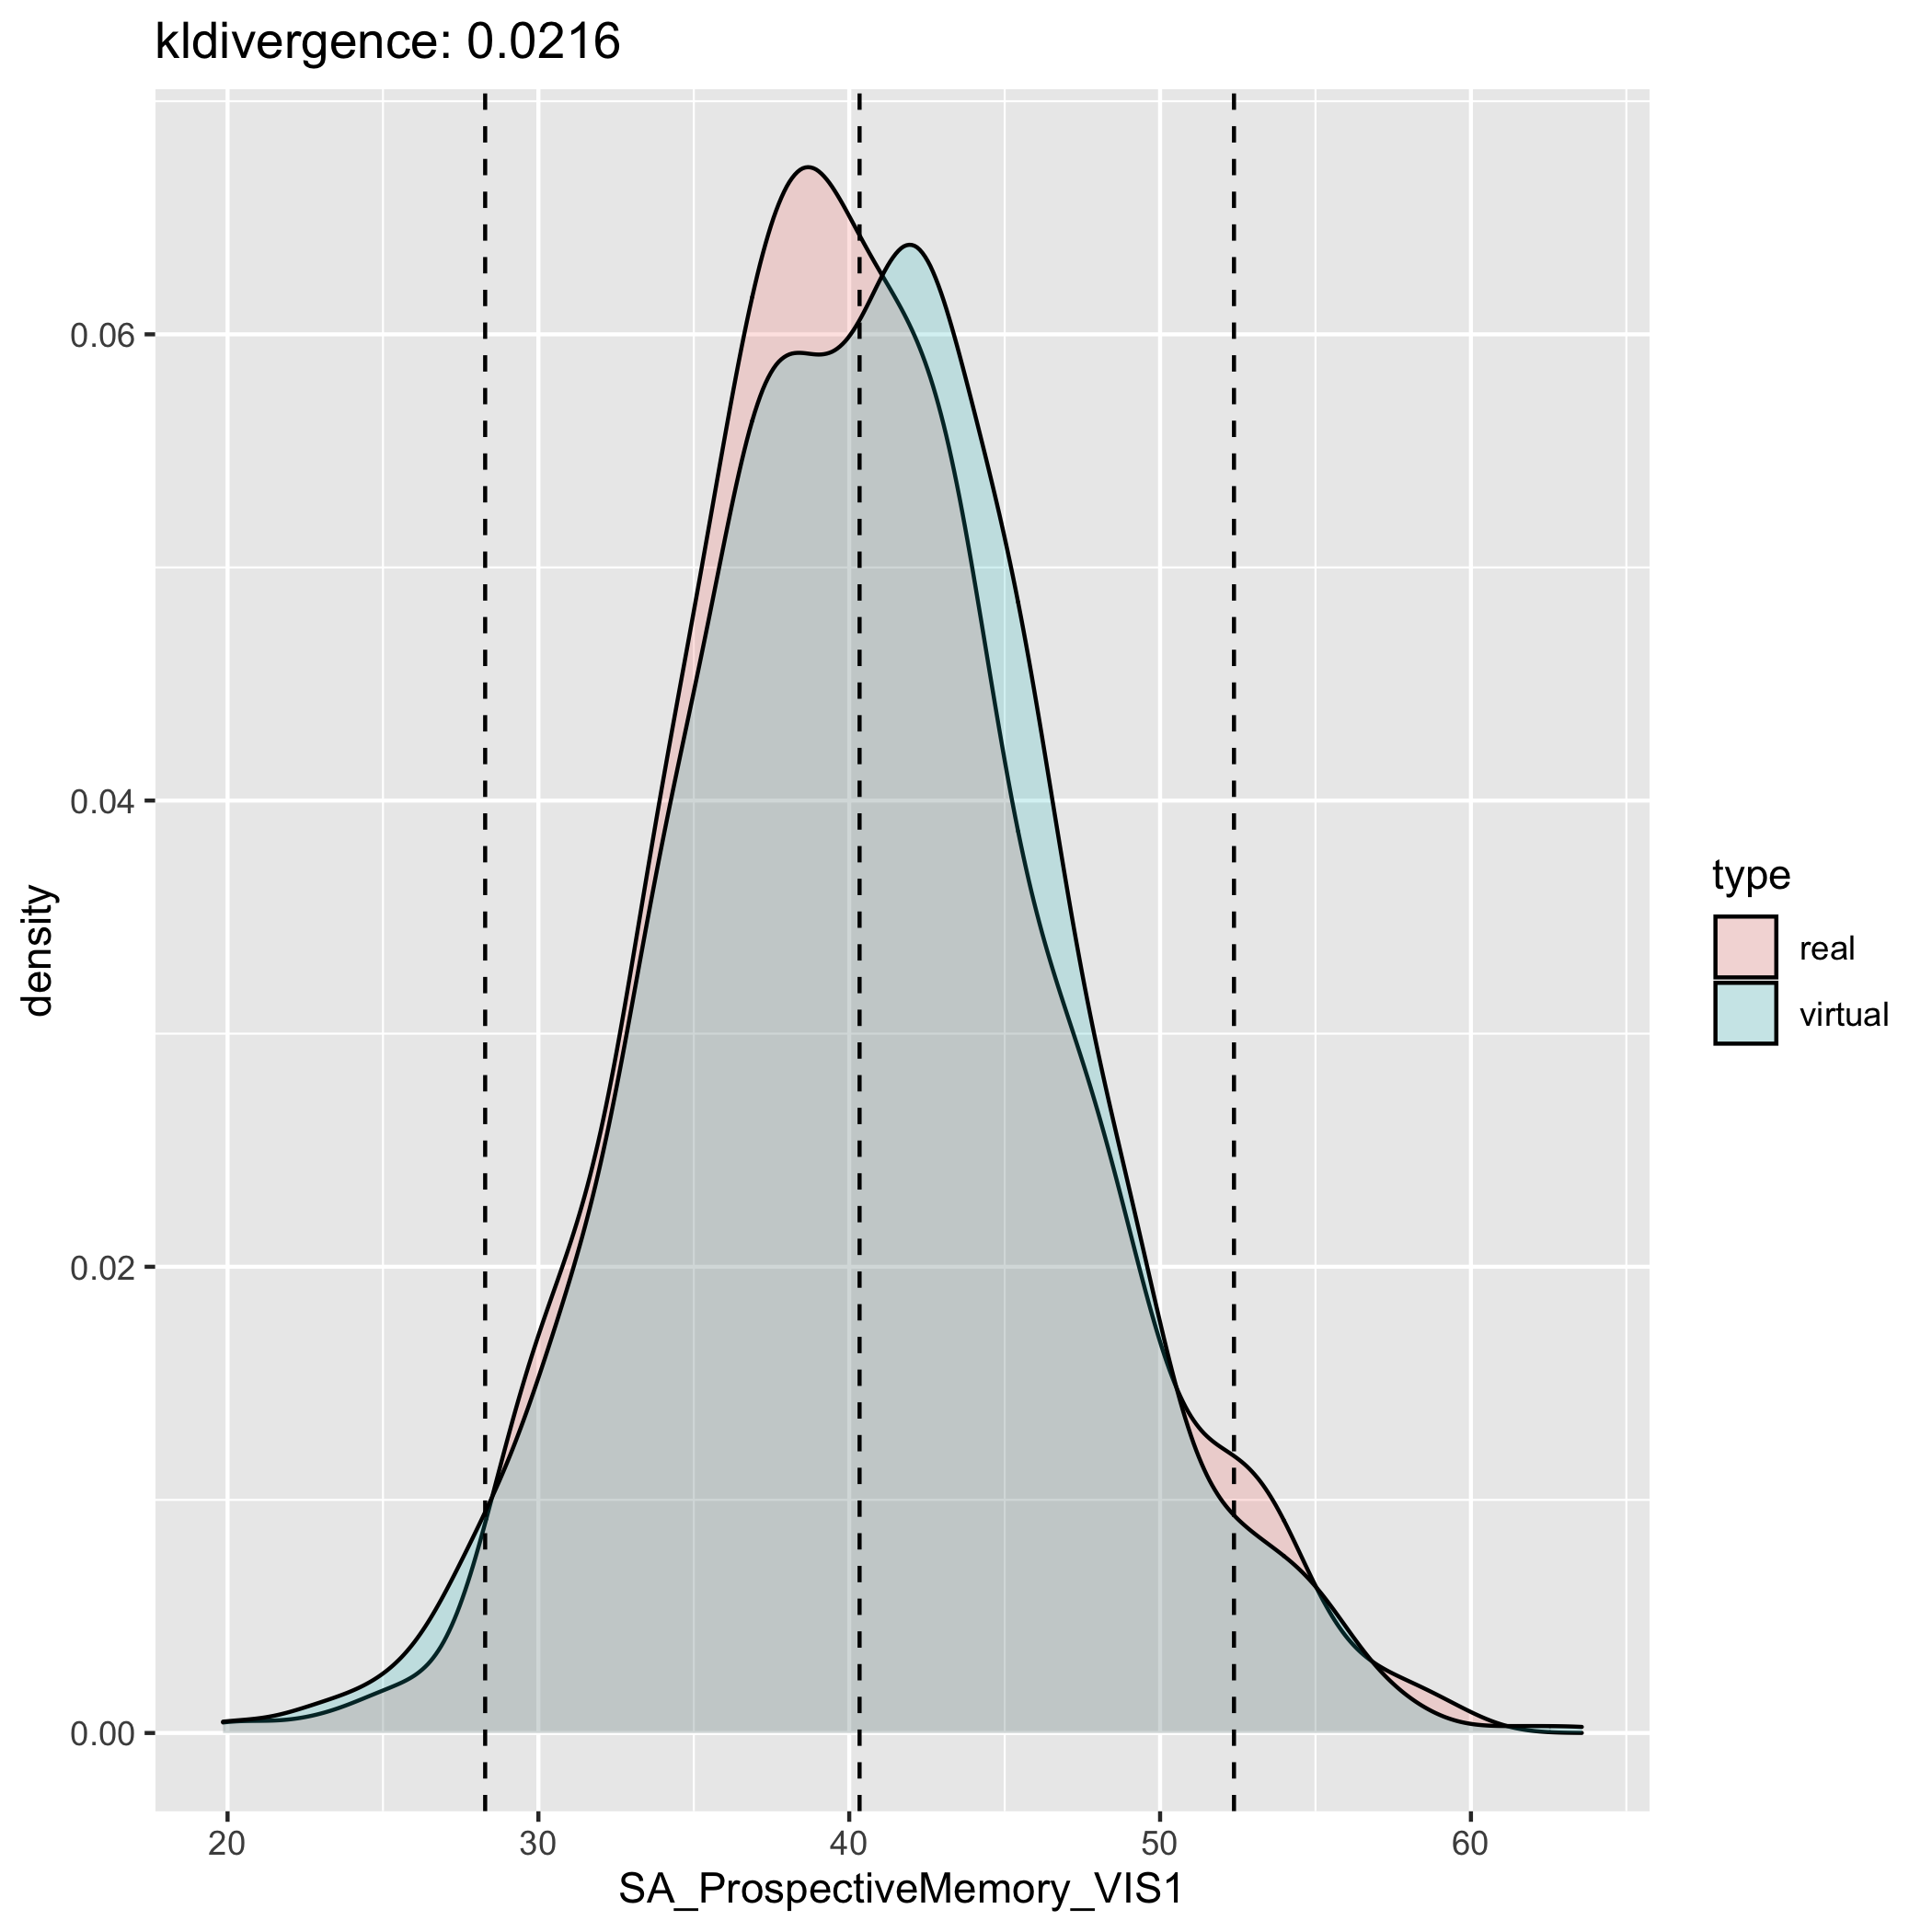 kldivergence: 0.0216
density
0.06
0.04
0.02
0.00
20 30 40 50 60
SA_ProspectiveMemory_VIS1
type
real
virtual